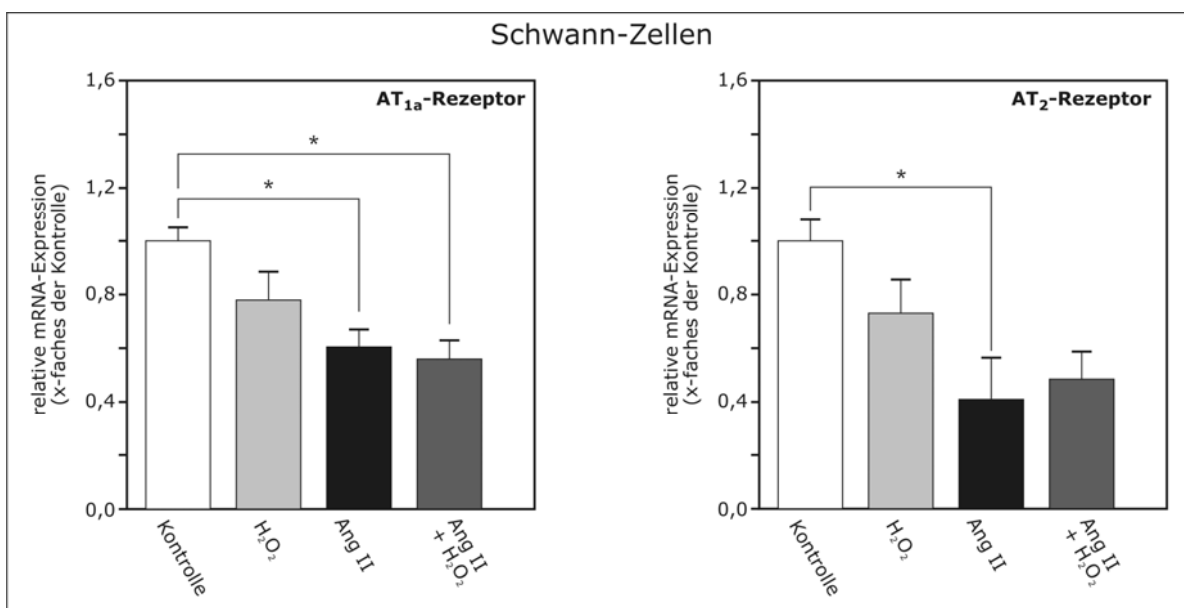 Schwann-Zellen
AT₁ₐ-Rezeptor
relative mRNA-Expression
(x-faches der Kontrolle)
1,6
1,2
0,8
0,4
0,0
*
*
Kontrolle
H₂O₂
Ang II
Ang II
+ H₂O₂
AT₂-Rezeptor
relative mRNA-Expression
(x-faches der Kontrolle)
1,6
1,2
0,8
0,4
0,0
*
Kontrolle
H₂O₂
Ang II
Ang II
+ H₂O₂